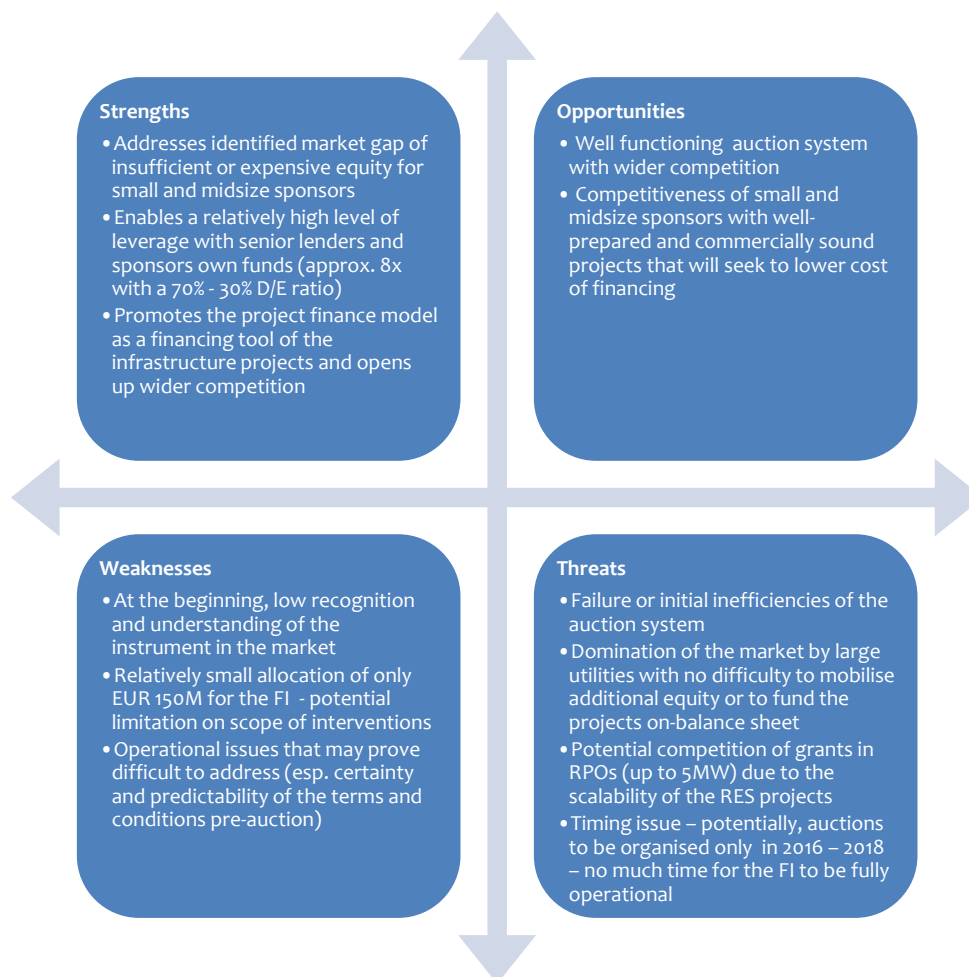 Strengths
•Addresses identified market gap of
insufficient or expensive equity for
small and midsize sponsors
•Enables a relatively high level of
leverage with senior lenders and
sponsors own funds (approx. 8x
with a 70% - 30% D/E ratio)
•Promotes the project finance model
as a financing tool of the
infrastructure projects and opens
up wider competition
Opportunities
• Well functioning auction system
with wider competition
• Competitiveness of small and
midsize sponsors with well-
prepared and commercially sound
projects that will seek to lower cost
of financing
Weaknesses
•At the beginning, low recognition
and understanding of the
instrument in the market
•Relatively small allocation of only
EUR 150M for the FI - potential
limitation on scope of interventions
•Operational issues that may prove
difficult to address (esp. certainty
and predictability of the terms and
conditions pre-auction)
Threats
•Failure or initial inefficiencies of the
auction system
•Domination of the market by large
utilities with no difficulty to mobilise
additional equity or to fund the
projects on-balance sheet
•Potential competition of grants in
RPOs (up to 5MW) due to the
scalability of the RES projects
•Timing issue – potentially, auctions
to be organised only in 2016 – 2018
– no much time for the FI to be fully
operational